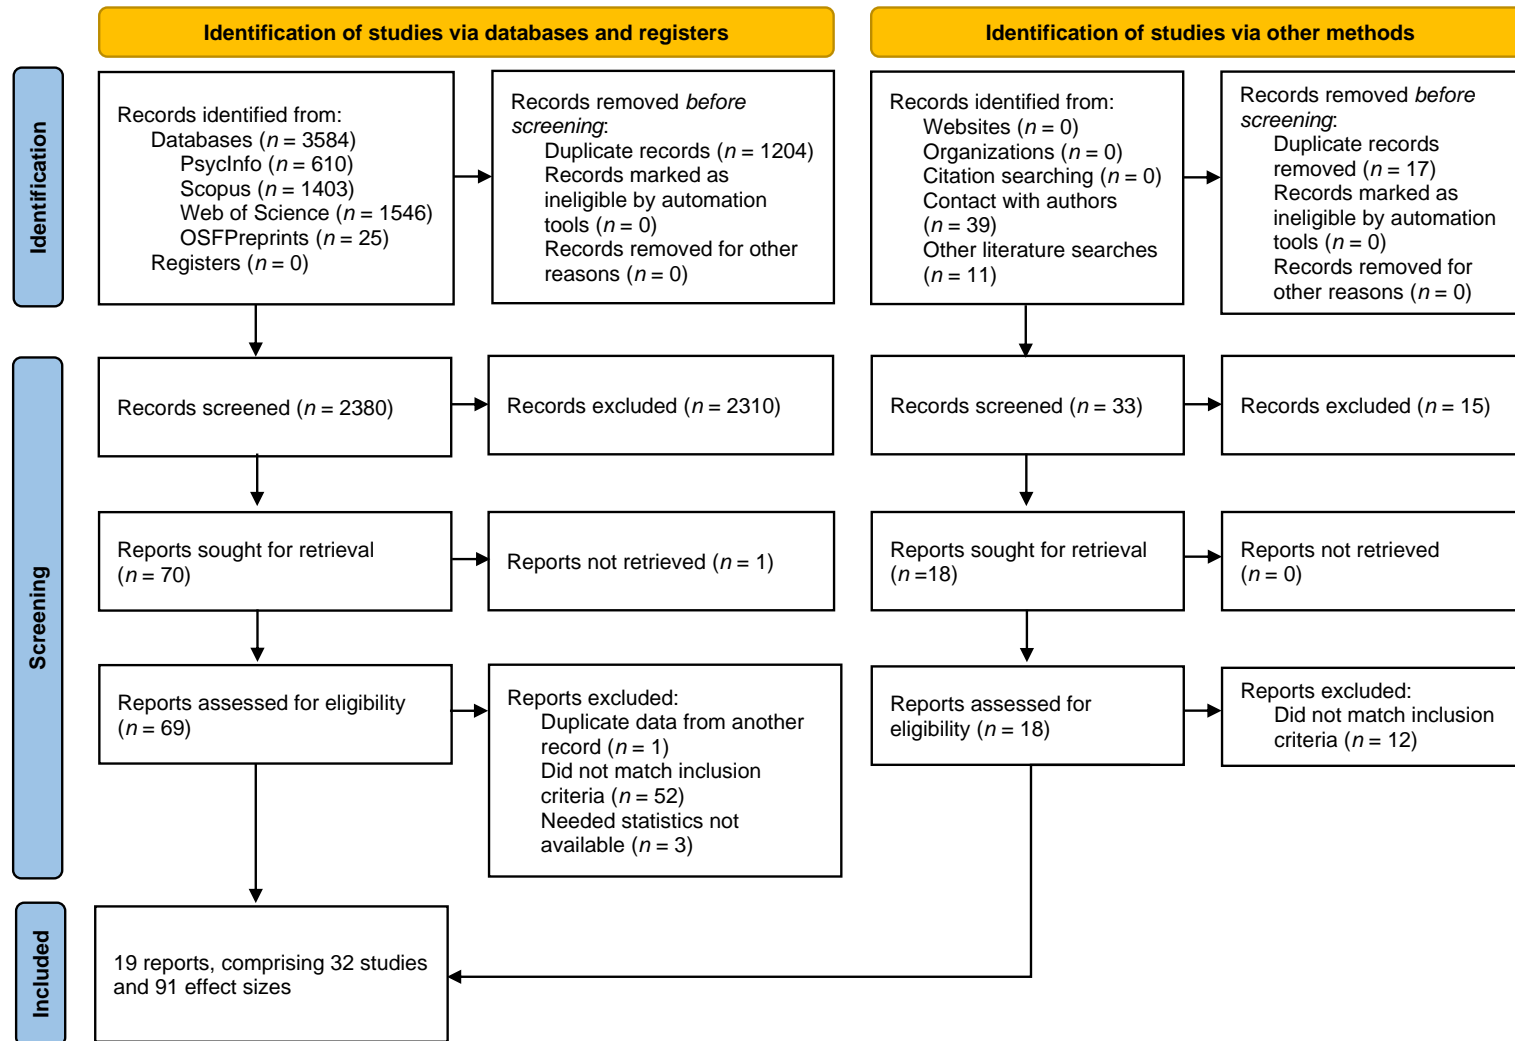 Identification of studies via databases and registers
Identification of studies via other methods
Identification
Records identified from:
Databases (n = 3584)
PsycInfo (n = 610)
Scopus (n = 1403)
Web of Science (n = 1546)
OSFPreprints (n = 25)
Registers (n = 0)
Records removed before
screening:
Duplicate records (n = 1204)
Records marked as
ineligible by automation
tools (n = 0)
Records removed for other
reasons (n = 0)
Records identified from:
Websites (n = 0)
Organizations (n = 0)
Citation searching (n = 0)
Contact with authors
(n = 39)
Other literature searches
(n = 11)
Records removed before
screening:
Duplicate records
removed (n = 17)
Records marked as
ineligible by automation
tools (n = 0)
Records removed for
other reasons (n = 0)
Screening
Records screened (n = 2380)
Records excluded (n = 2310)
Records screened (n = 33)
Records excluded (n = 15)
Reports sought for retrieval
(n = 70)
Reports not retrieved (n = 1)
Reports sought for retrieval
(n =18)
Reports not retrieved
(n = 0)
Reports assessed for eligibility
(n = 69)
Reports excluded:
Duplicate data from another
record (n = 1)
Did not match inclusion
criteria (n = 52)
Needed statistics not
available (n = 3)
Reports assessed for
eligibility (n = 18)
Reports excluded:
Did not match inclusion
criteria (n = 12)
Included
19 reports, comprising 32 studies
and 91 effect sizes